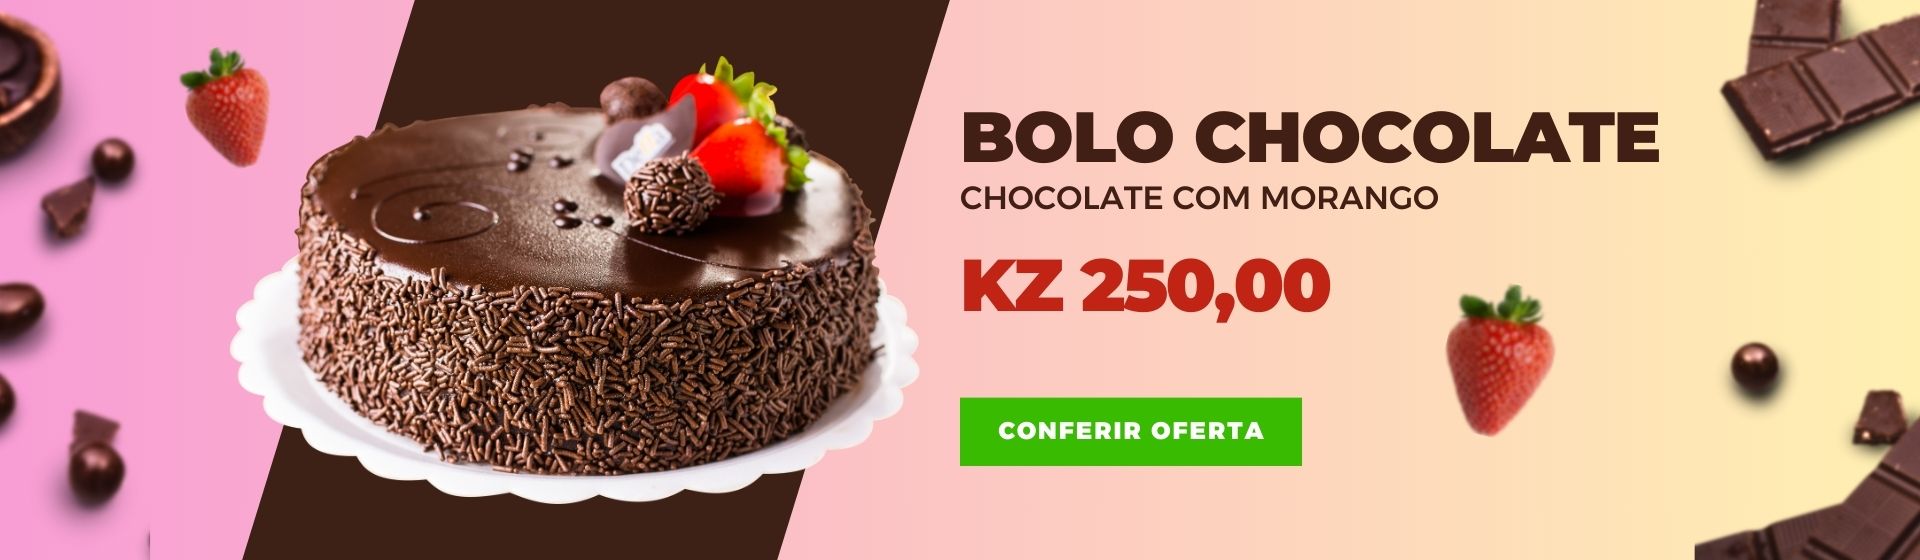 BOLO CHOCOLATE
CHOCOLATE COM MORANGO
KZ 250,00
CONFERIR OFERTA